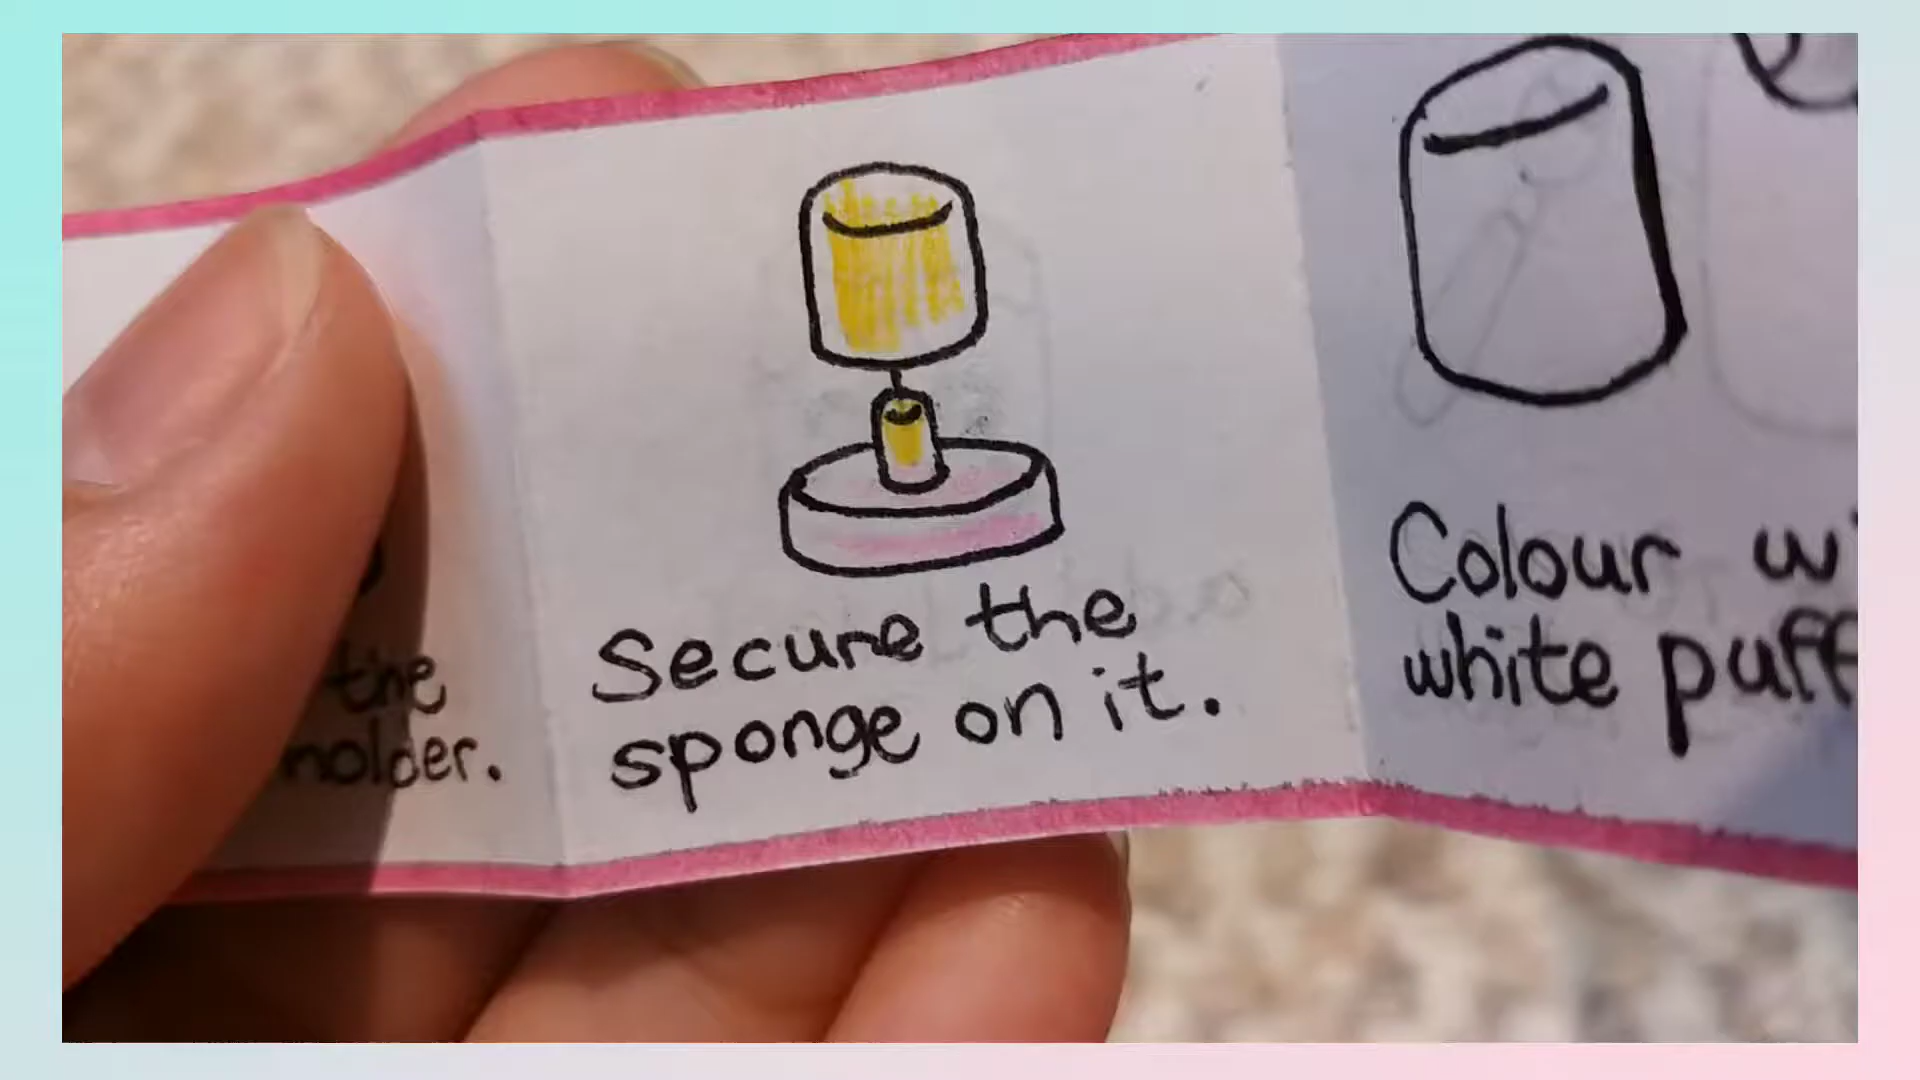 the
holder.
Secure the
sponge on it.
Colour
white